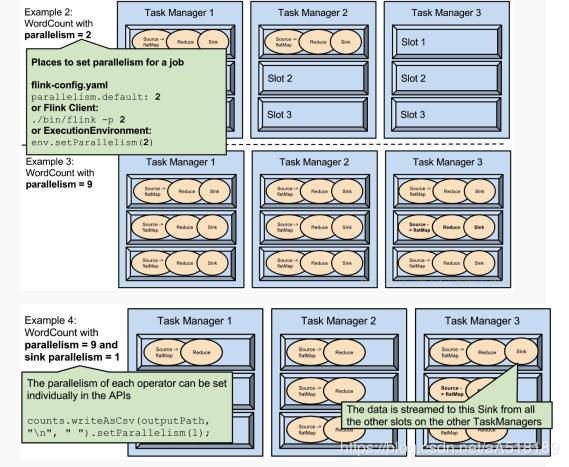 Example 2:
WordCount with
parallelism = 2
Task Manager 1
Task Manager 2
Task Manager 3
Source ->
flatMap
Reduce
Sink
Source ->
flatMap
Reduce
Sink
Slot 1
Slot 2
Slot 2
Slot 3
Slot 3
Places to set parallelism for a job
flink-config.yaml
parallelism.default: 2
or Flink Client:
./bin/flink -p 2
or ExecutionEnvironment:
env.setParallelism(2)
Example 3:
WordCount with
parallelism = 9
Task Manager 1
Task Manager 2
Task Manager 3
Source ->
flatMap
Reduce
Sink
Source ->
flatMap
Reduce
Sink
Source ->
flatMap
Reduce
Sink
Source ->
flatMap
Reduce
Sink
Source ->
flatMap
Reduce
Sink
Source -
> flatMap
Reduce
Sink
Source ->
flatMap
Reduce
Sink
Source ->
flatMap
Reduce
Sink
Source ->
flatMap
Reduce
Sink
Example 4:
WordCount with
parallelism = 9 and
sink parallelism = 1
Task Manager 1
Task Manager 2
Task Manager 3
Source ->
flatMap
Reduce
Source ->
flatMap
Reduce
Source ->
flatMap
Reduce
Sink
The parallelism of each operator can be set
individually in the APIs
counts.writeAsCsv(outputPath,
"\n", " ").setParallelism(1);
Source ->
flatMap
Reduce
Source -
> flatMap
The data is streamed to this Sink from all
the other slots on the other TaskManagers
flatMap
flatMap